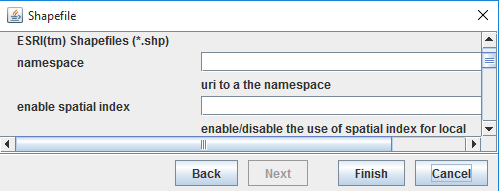 Shapefile
ESRI(tm) Shapefiles (*.shp)
namespace
uri to a the namespace
enable spatial index
enable/disable the use of spatial index for local
Back Next Finish Cancel